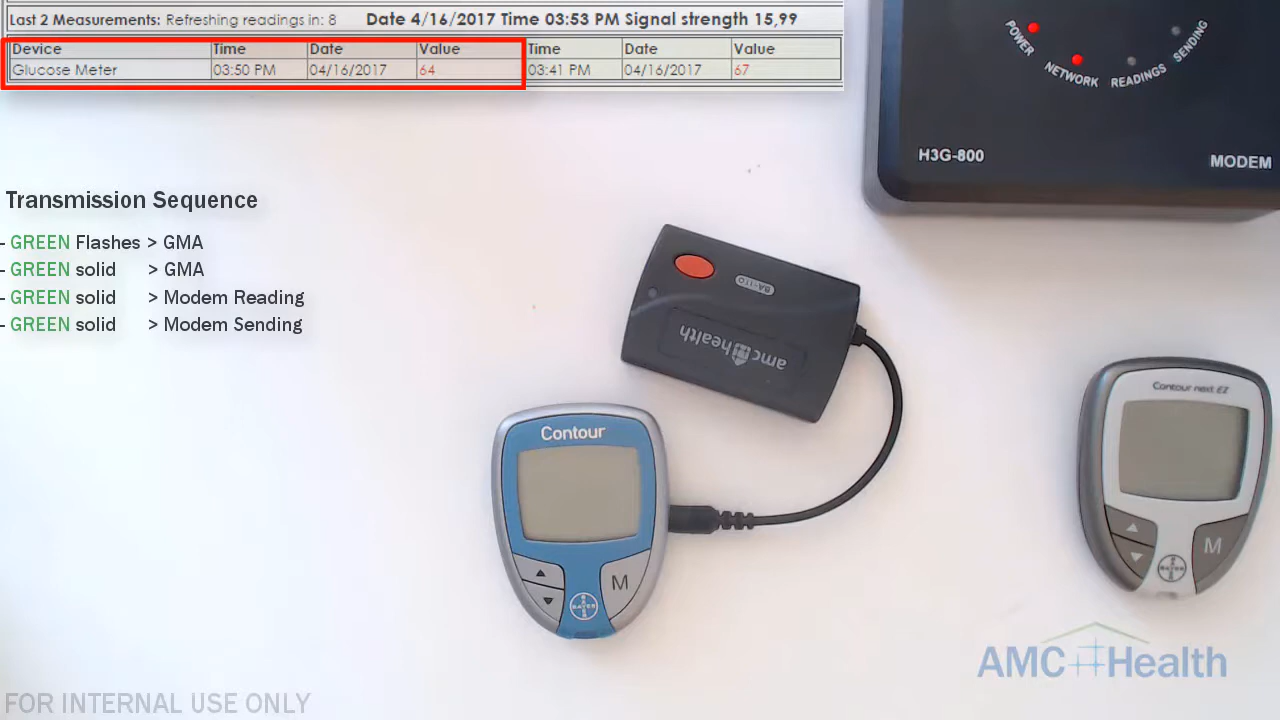 Last 2 Measurements: Refreshing readings in: 8 Date 4/16/2017 Time 03:53 PM Signal strength 15,99
Device Time Date Value Time Date Value
Glucose Meter 03:50 PM 04/16/2017 64 03:41 PM 04/16/2017 67
POWER
NETWORK
READINGS
SENDING
H3G-800
MODEM
Transmission Sequence
- GREEN Flashes > GMA
- GREEN solid > GMA
- GREEN solid > Modem Reading
- GREEN solid > Modem Sending
BA-110
amc health
Contour
M
BAYER
Contour next EZ
M
BAYER
AMC Health
FOR INTERNAL USE ONLY